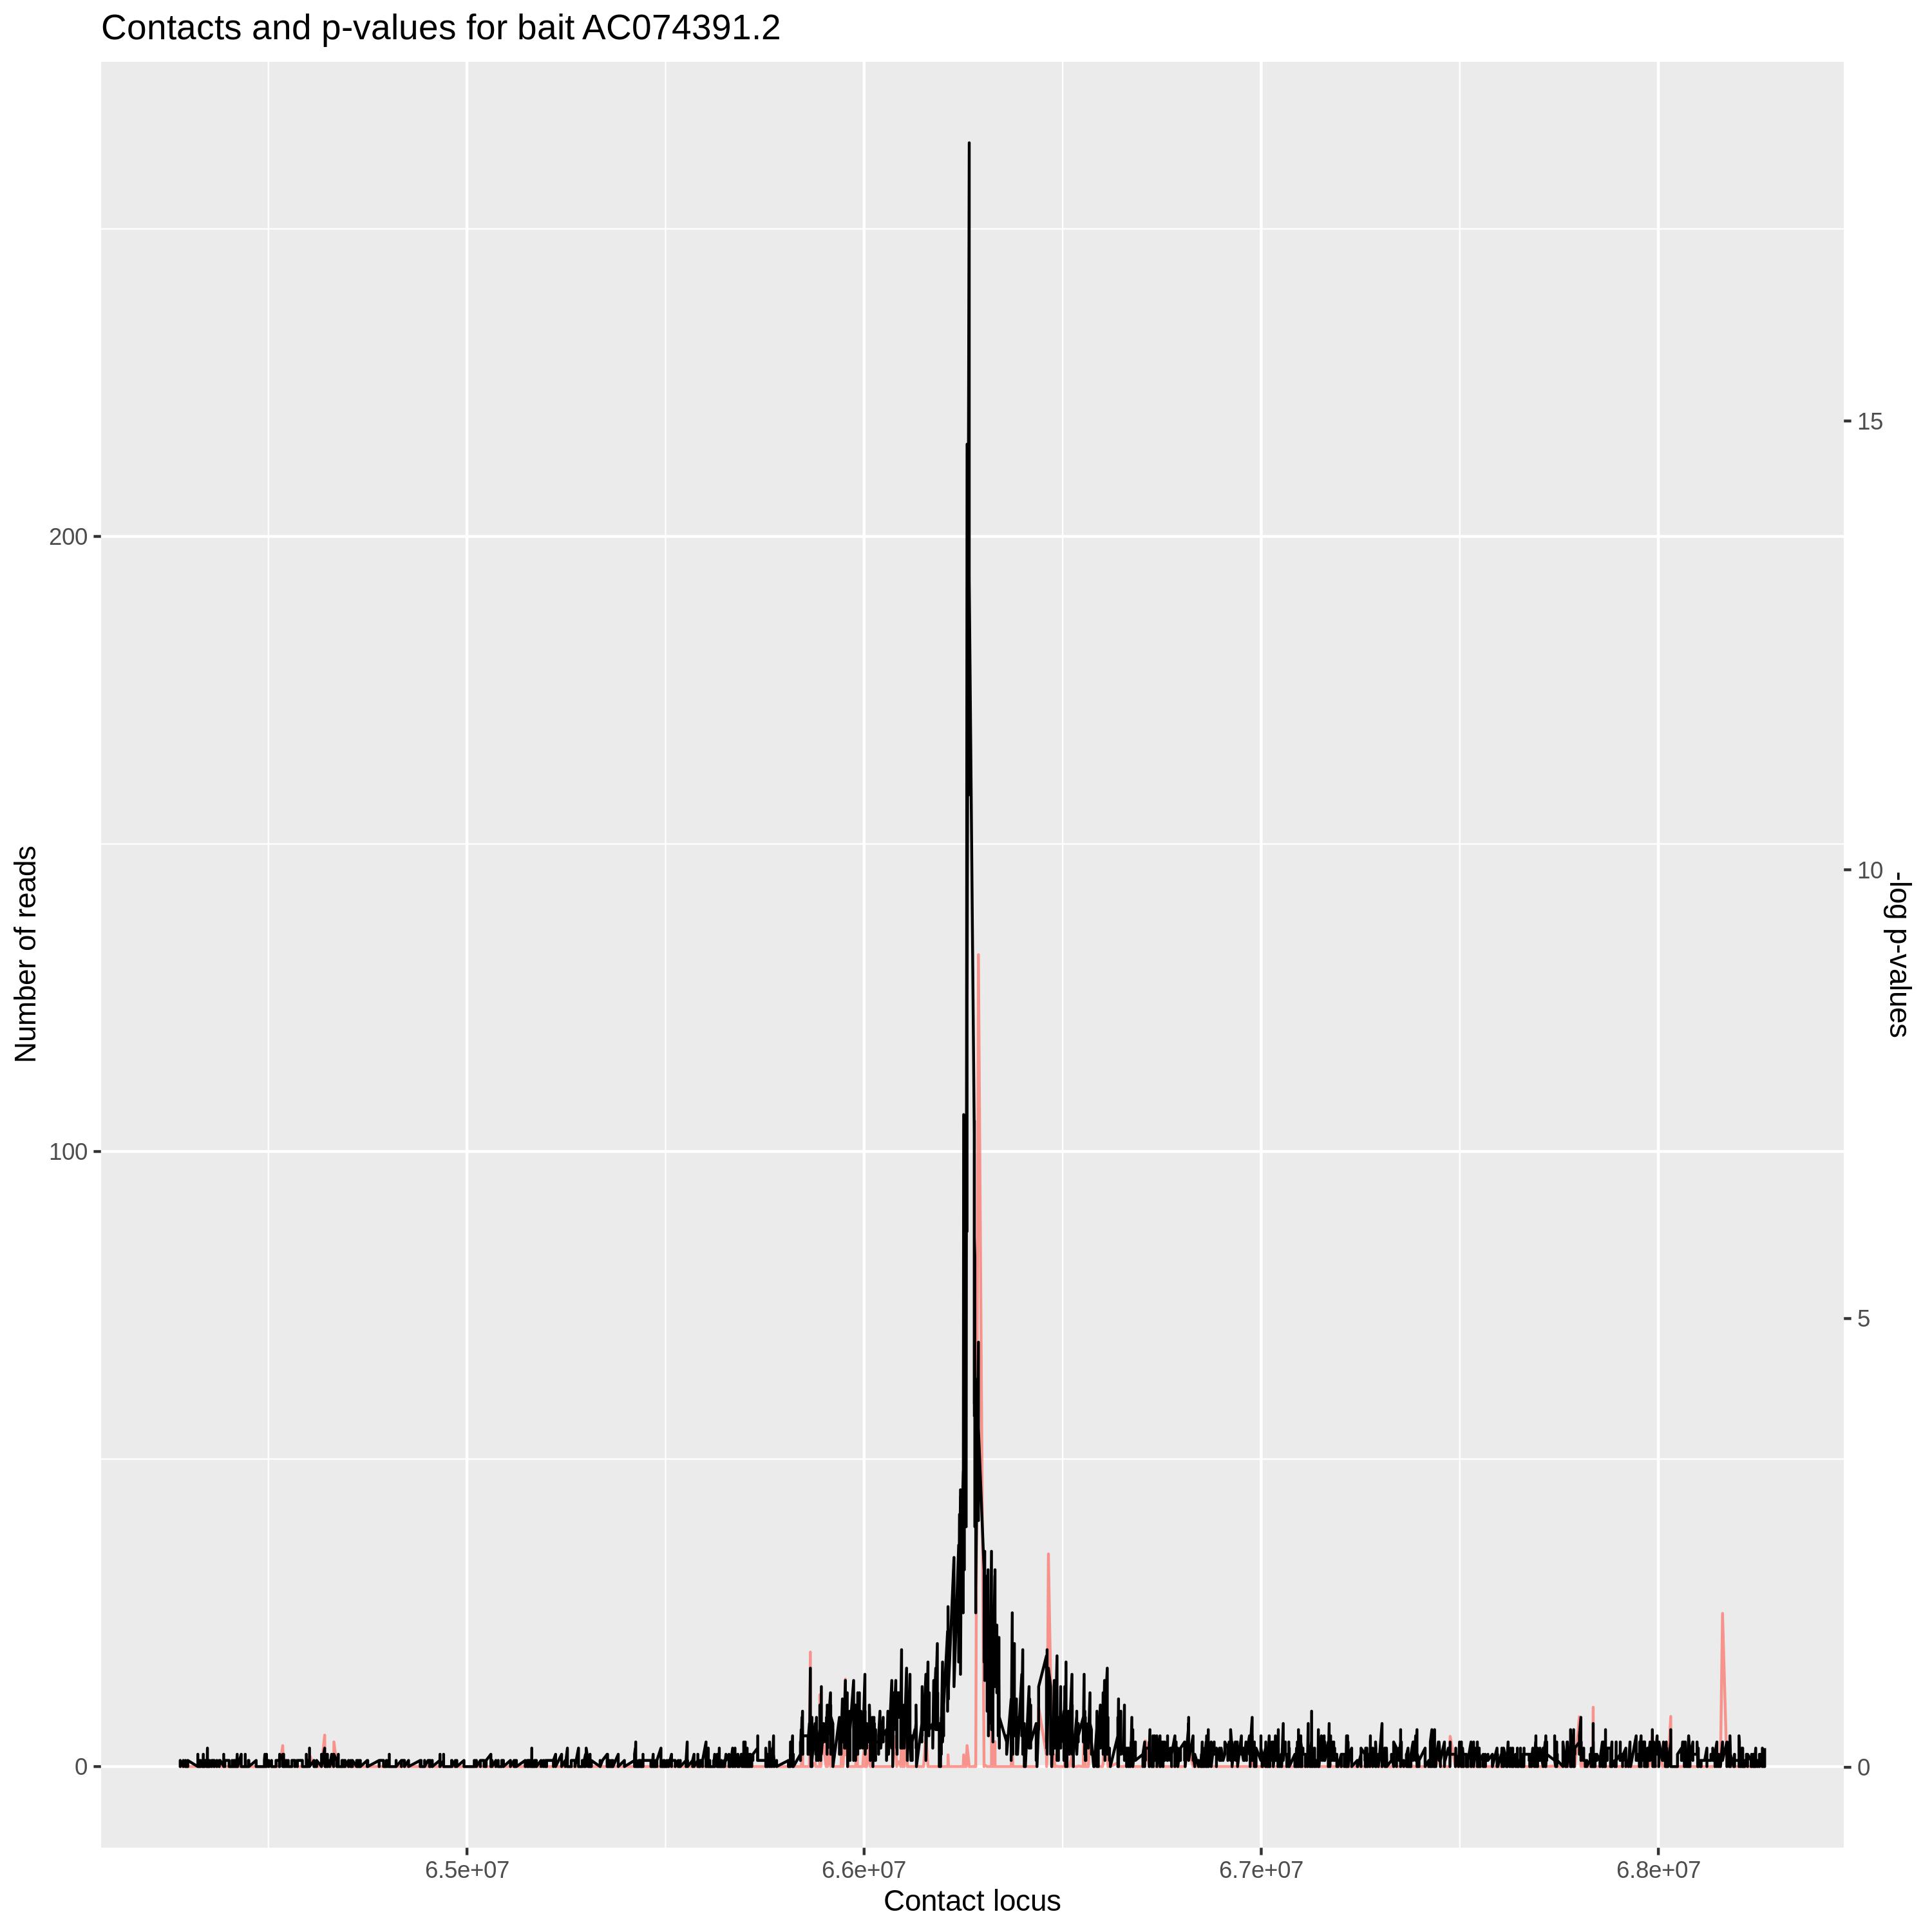 Contacts and p-values for bait AC074391.2
200
100
0
Number of reads
15
10
5
0
-log p-values
6.5e+07
6.6e+07
6.7e+07
6.8e+07
Contact locus